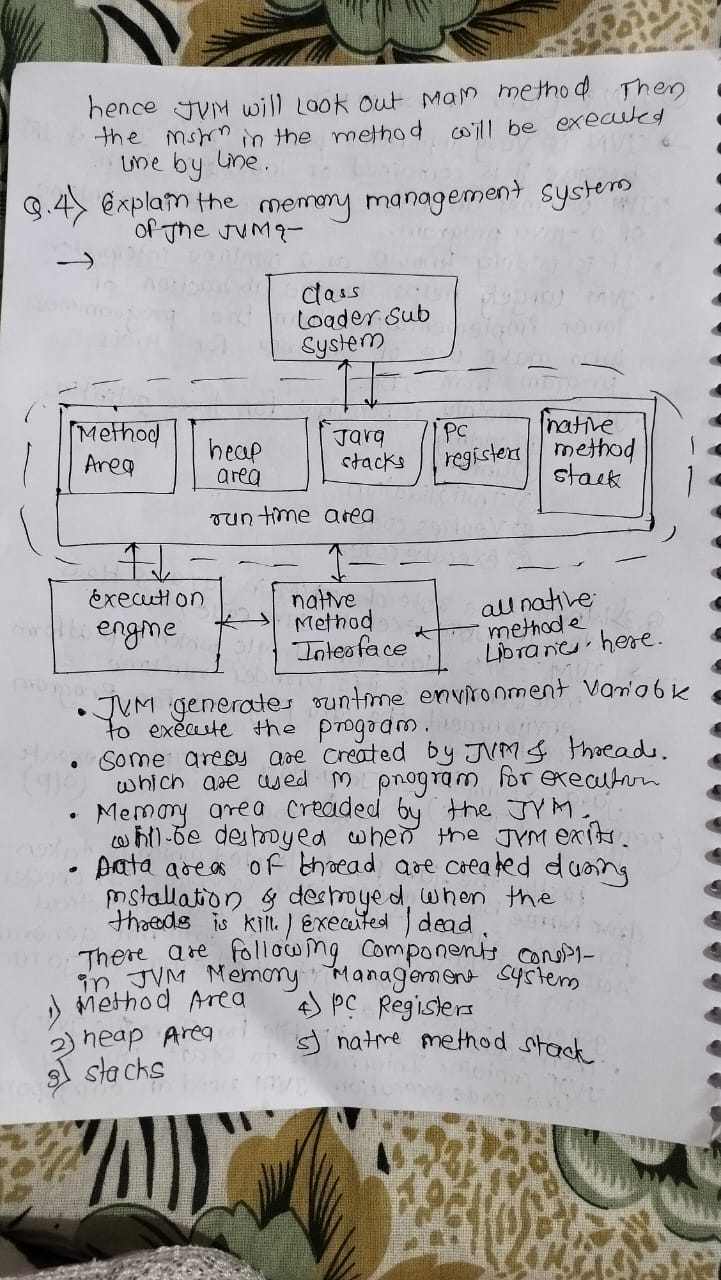 hence JVM will Look out Main method Then
the instrn in the method will be executed
line by line.
Q.4) Explain the memory management system
of the JVM ?-
→
class
Loader sub
system
Method
Area
heap
area
Java
stacks
PC
registers
native
method
stack
run time area
execution
engine
native
Method
Interface
all native
method
Libraries here.
• JVM generates runtime environment Variable
to execute the program.
• some areas are created by JVM & threads.
which are used in program for execution
• Memory area created by the JVM.
will be destroyed when the JVM exits.
• Data areas of thread are created during
installation & destroyed when the
threads is kill / executed / dead.
There are following components
in JVM Memory Management system
1) Method Area 4) PC Registers
2) heap Area 5) native method stack
3) stacks